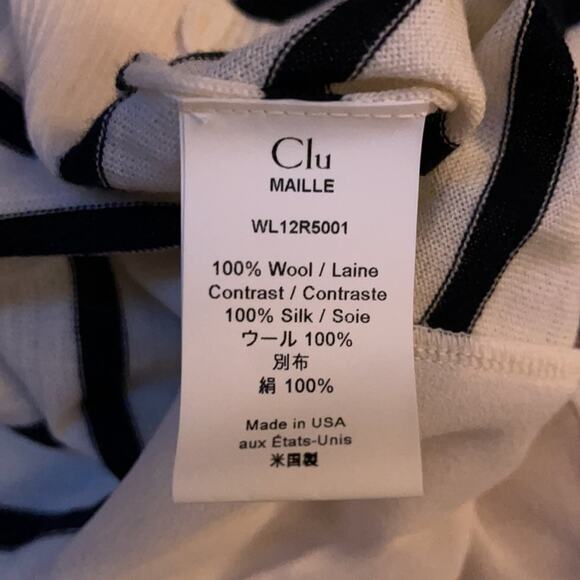 Clu
MAILLE
WL12R5001
100% Wool / Laine
Contrast / Contraste
100% Silk / Soie
ウール 100%
別布
絹 100%
Made in USA
aux États-Unis
米国製